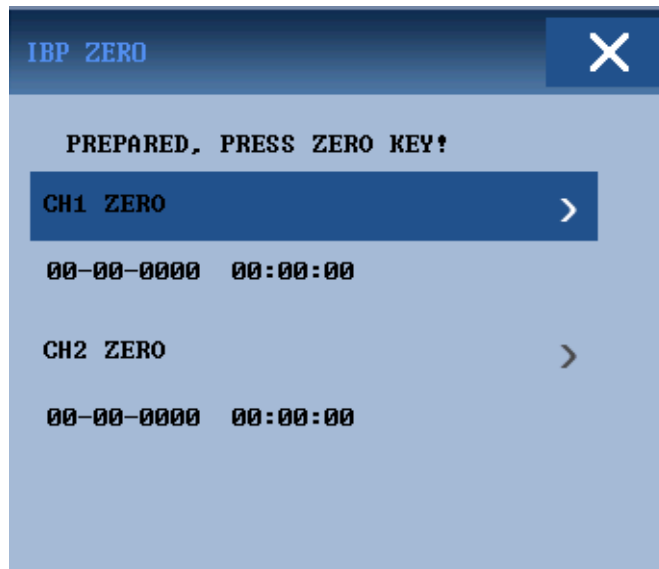 IBP ZERO
PREPARED, PRESS ZERO KEY!
CH1 ZERO
00-00-0000 00:00:00
CH2 ZERO
00-00-0000 00:00:00